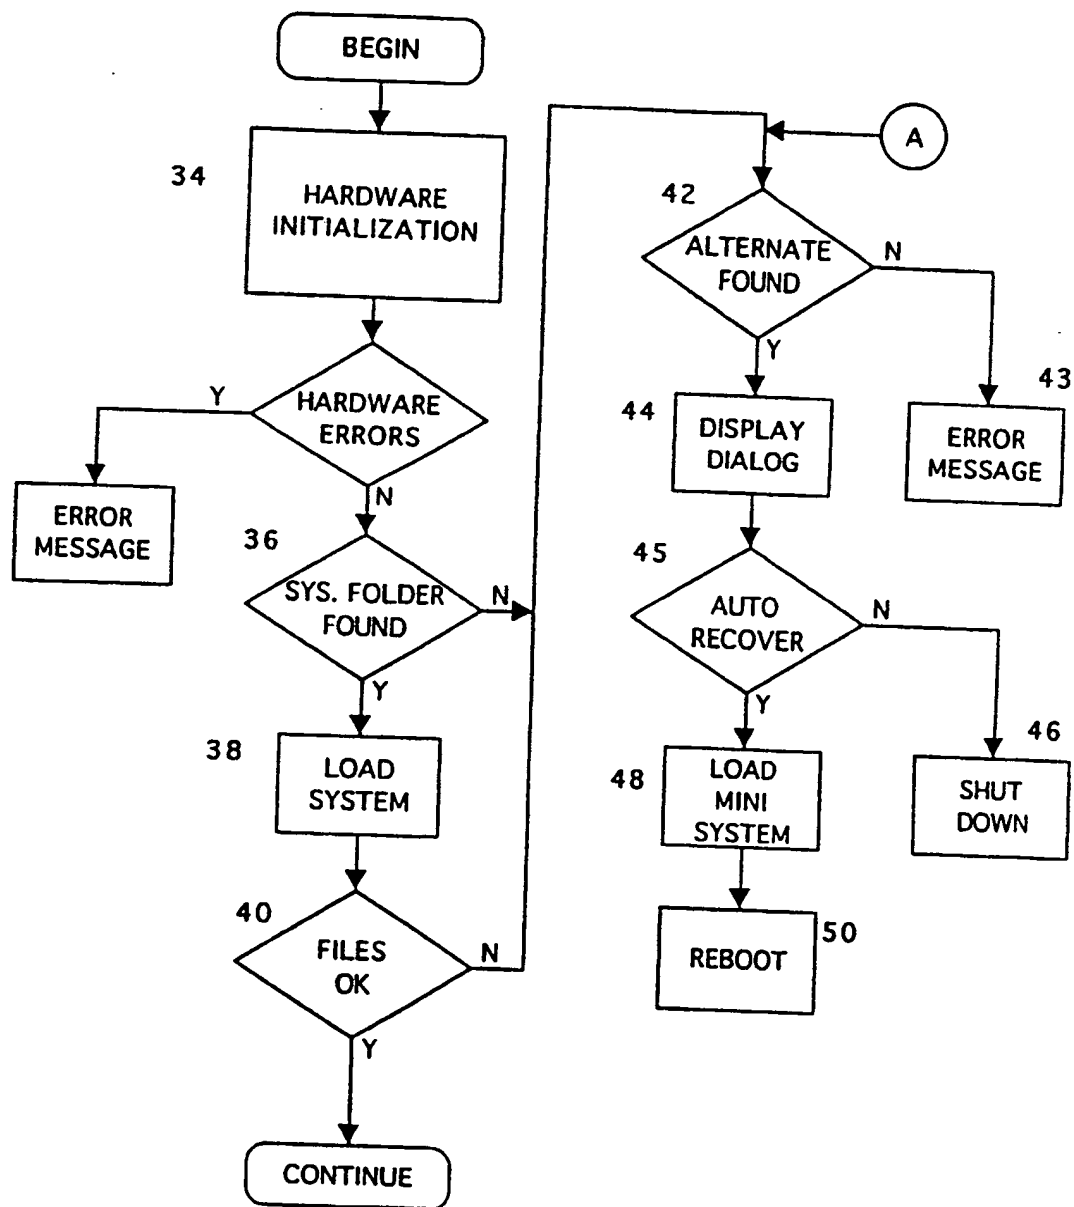 BEGIN
34
HARDWARE
INITIALIZATION
Y
HARDWARE
ERRORS
N
ERROR
MESSAGE
36
SYS. FOLDER
FOUND
N
Y
38
LOAD
SYSTEM
40
FILES
OK
N
Y
CONTINUE
A
42
ALTERNATE
FOUND
N
Y
43
ERROR
MESSAGE
44
DISPLAY
DIALOG
45
AUTO
RECOVER
N
Y
46
SHUT
DOWN
48
LOAD
MINI
SYSTEM
50
REBOOT